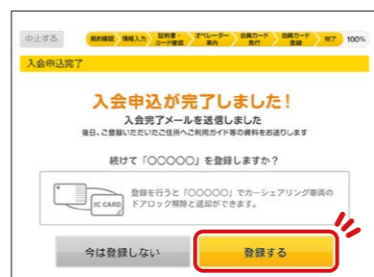 中止する
規約確認 情報入力 証明書・カード確認 オペレーター案内 会員カード発行 会員カード登録 完了 100%
入会申込完了
入会申込が完了しました！
入会完了メールを送信しました
後日、ご登録いただいたご住所へご利用ガイド等の資料をお送りします
続けて「〇〇〇〇〇」を登録しますか？
IC CARD
登録を行うと「〇〇〇〇〇」でカーシェアリング車両の
ドアロック解除と返却ができます。
今は登録しない
登録する